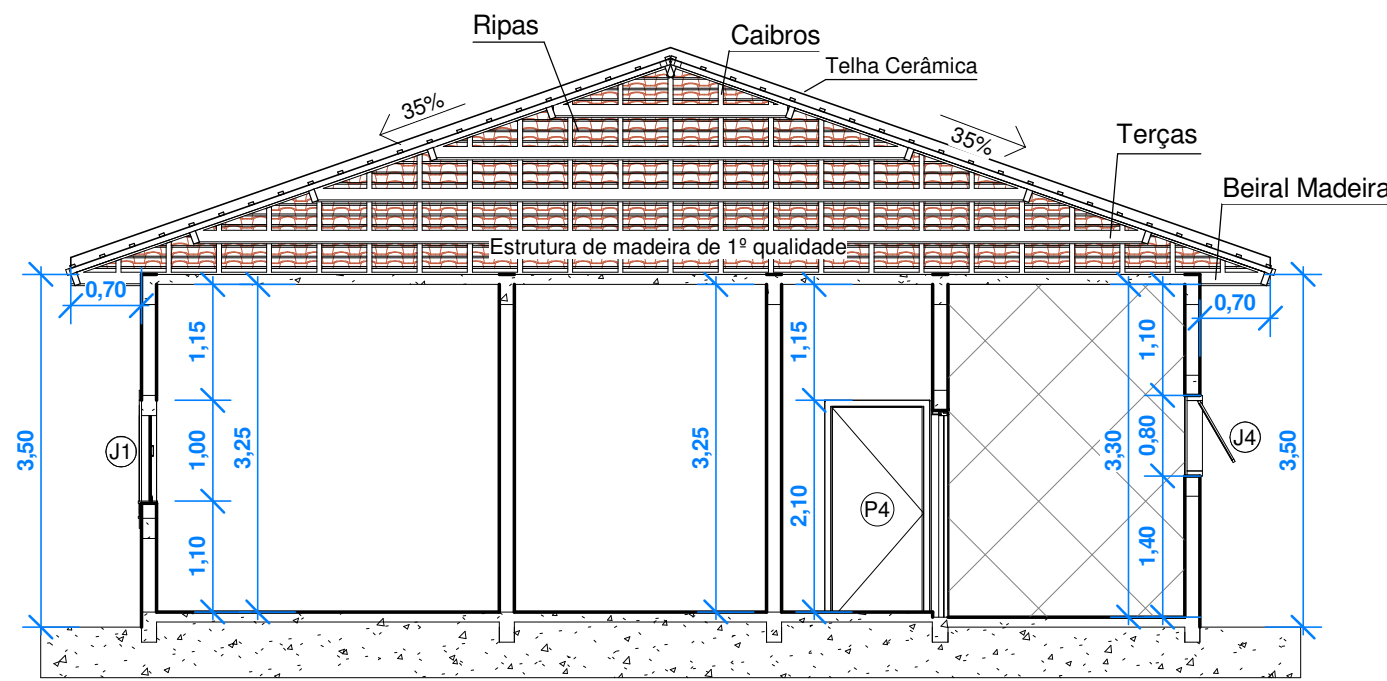 Ripas
Caibros
Telha Cerâmica
35%
35%
Terças
Beiral Madeira
Estrutura de madeira de 1º qualidade
0,70
0,70
1,15
1,15
1,10
3,50
J1
1,00
3,25
3,25
2,10
P4
3,30
0,80
J4
3,50
1,10
1,40